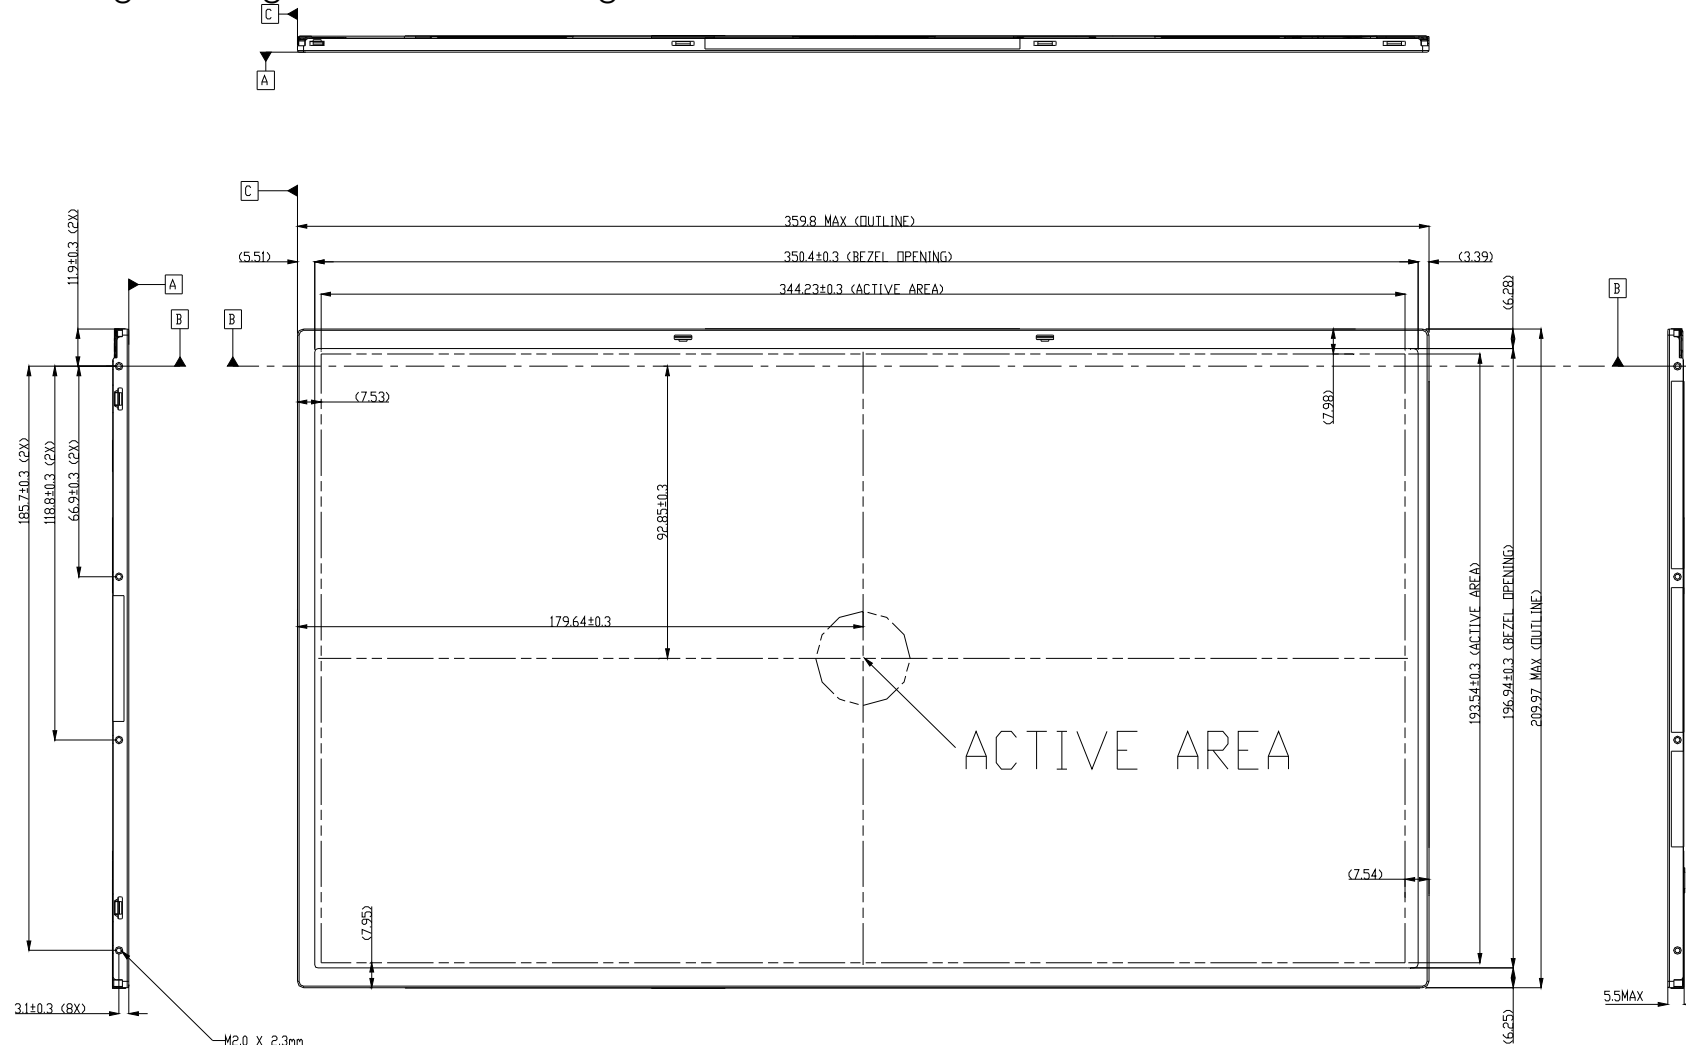 C
A
C
359.8 MAX (OUTLINE)
(5.51)
350.4±0.3 (BEZEL OPENING)
(3.39)
344.23±0.3 (ACTIVE AREA)
11.9±0.3 (2X)
A
B
B
(6.28)
B
(7.53)
(7.98)
185.7±0.3 (2X)
118.8±0.3 (2X)
66.9±0.3 (2X)
92.85±0.3
179.64±0.3
193.54±0.3 (ACTIVE AREA)
196.94±0.3 (BEZEL OPENING)
209.97 MAX (OUTLINE)
ACTIVE AREA
(7.54)
(7.95)
3.1±0.3 (8X)
M2.0 X 2.3mm
5.5MAX
(6.25)